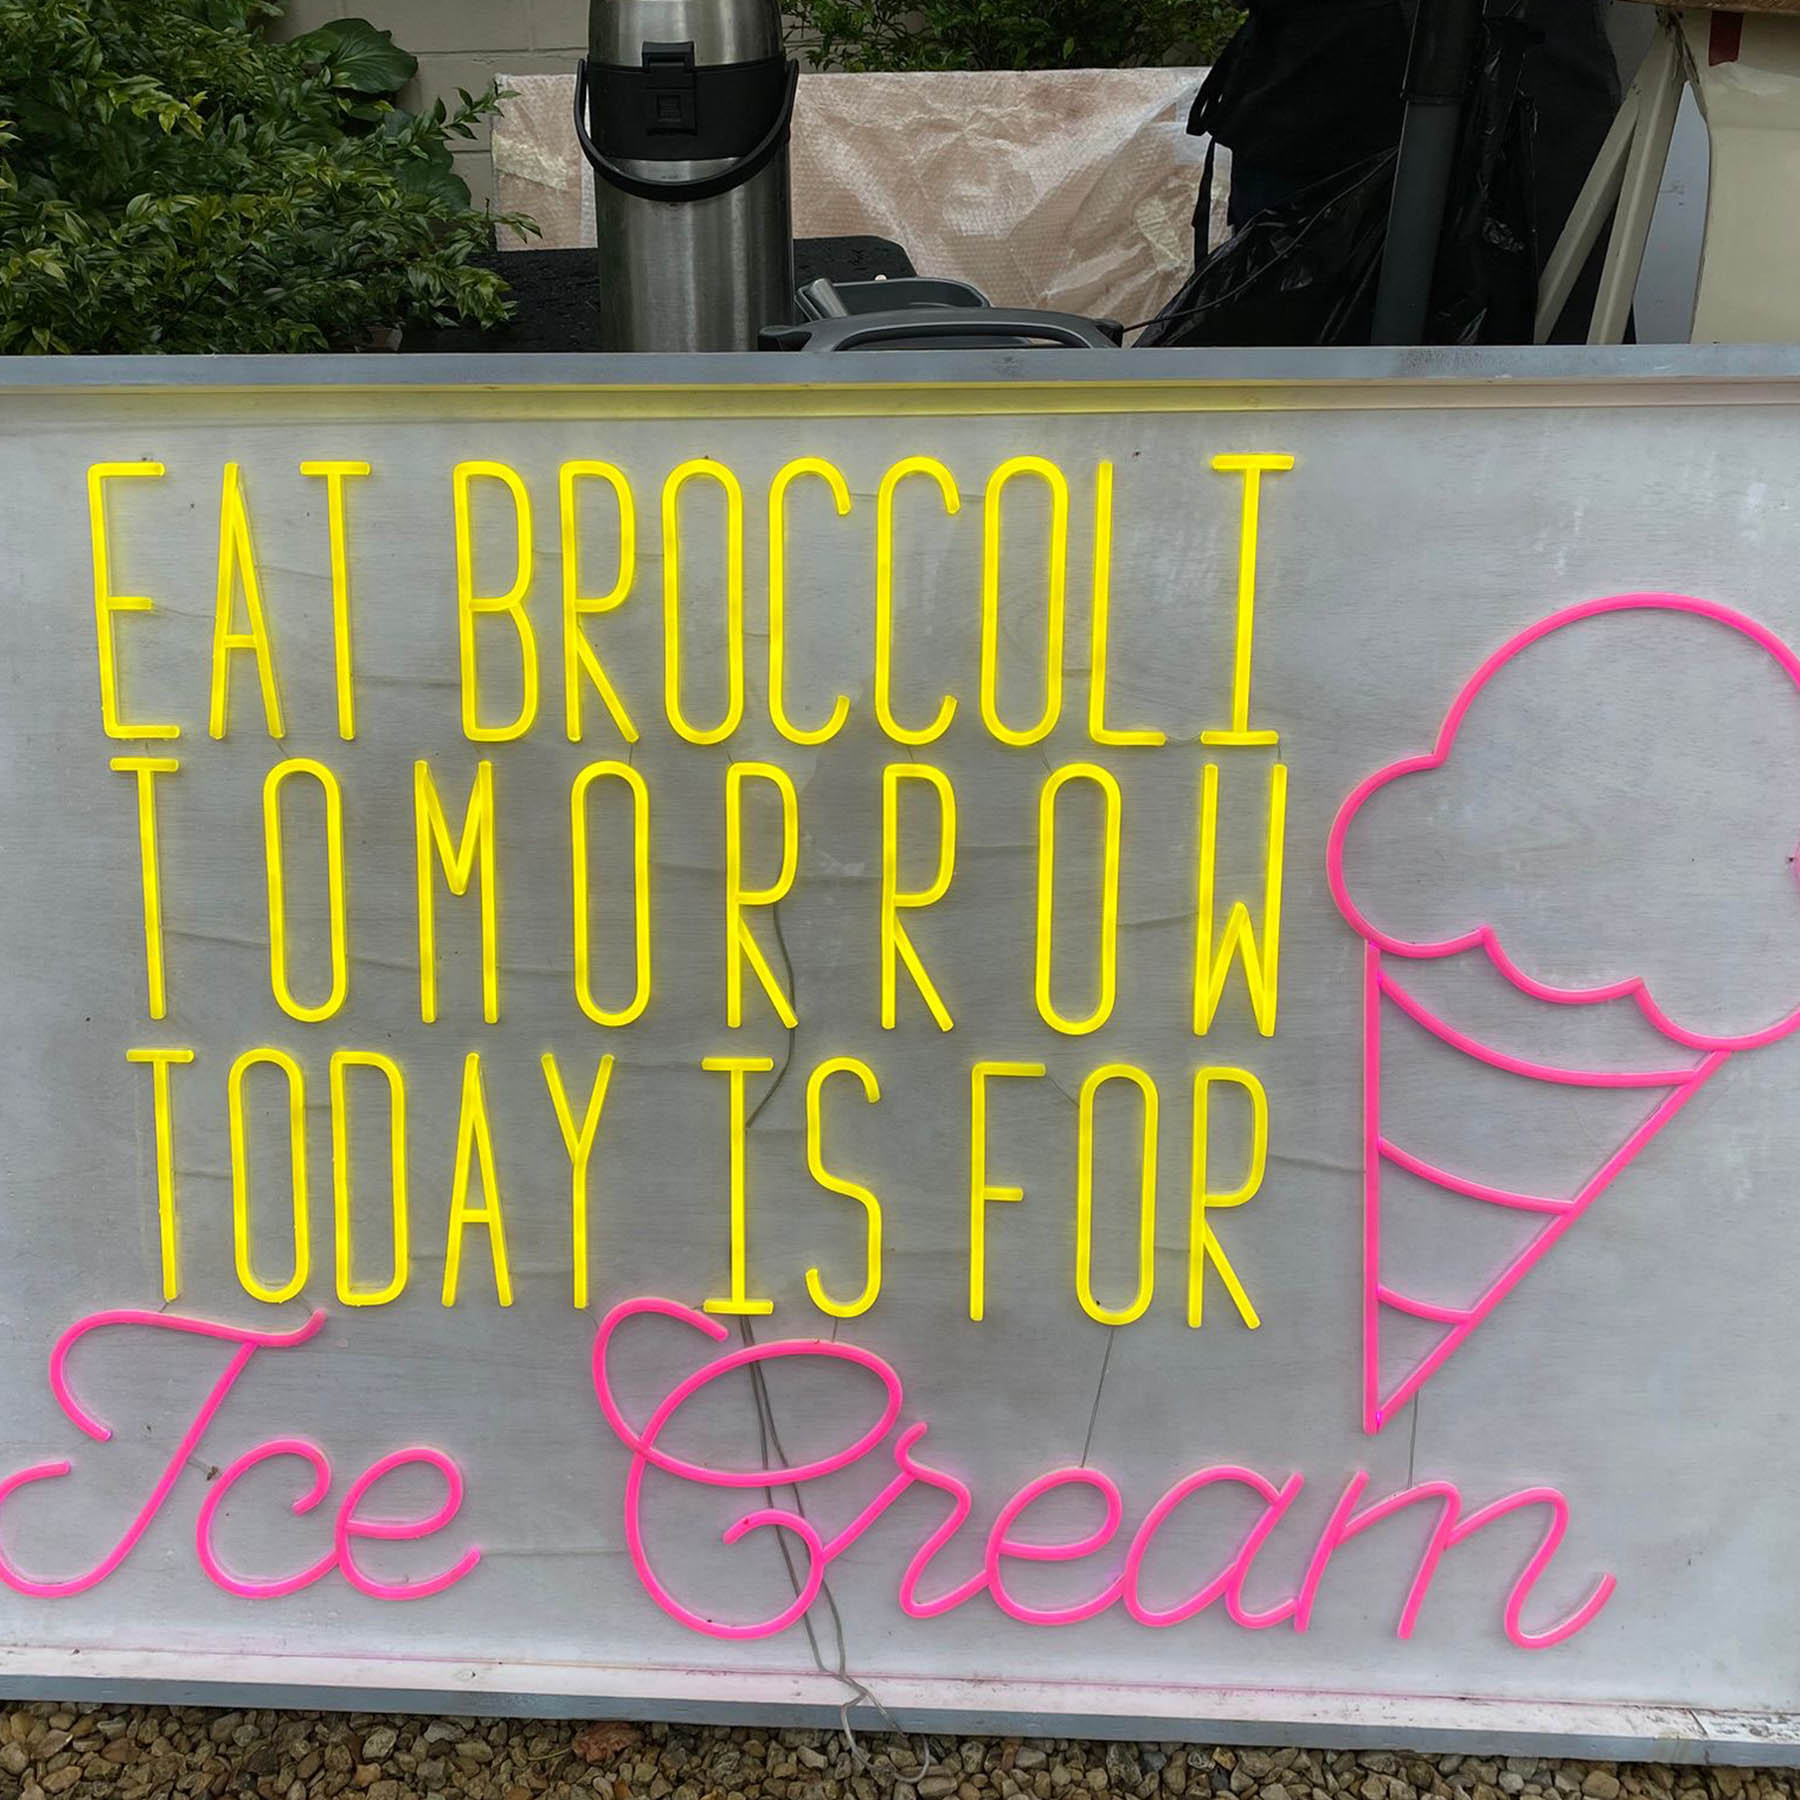 EAT BROCCOLI
TOMORROW
TODAY IS FOR
Ice Cream